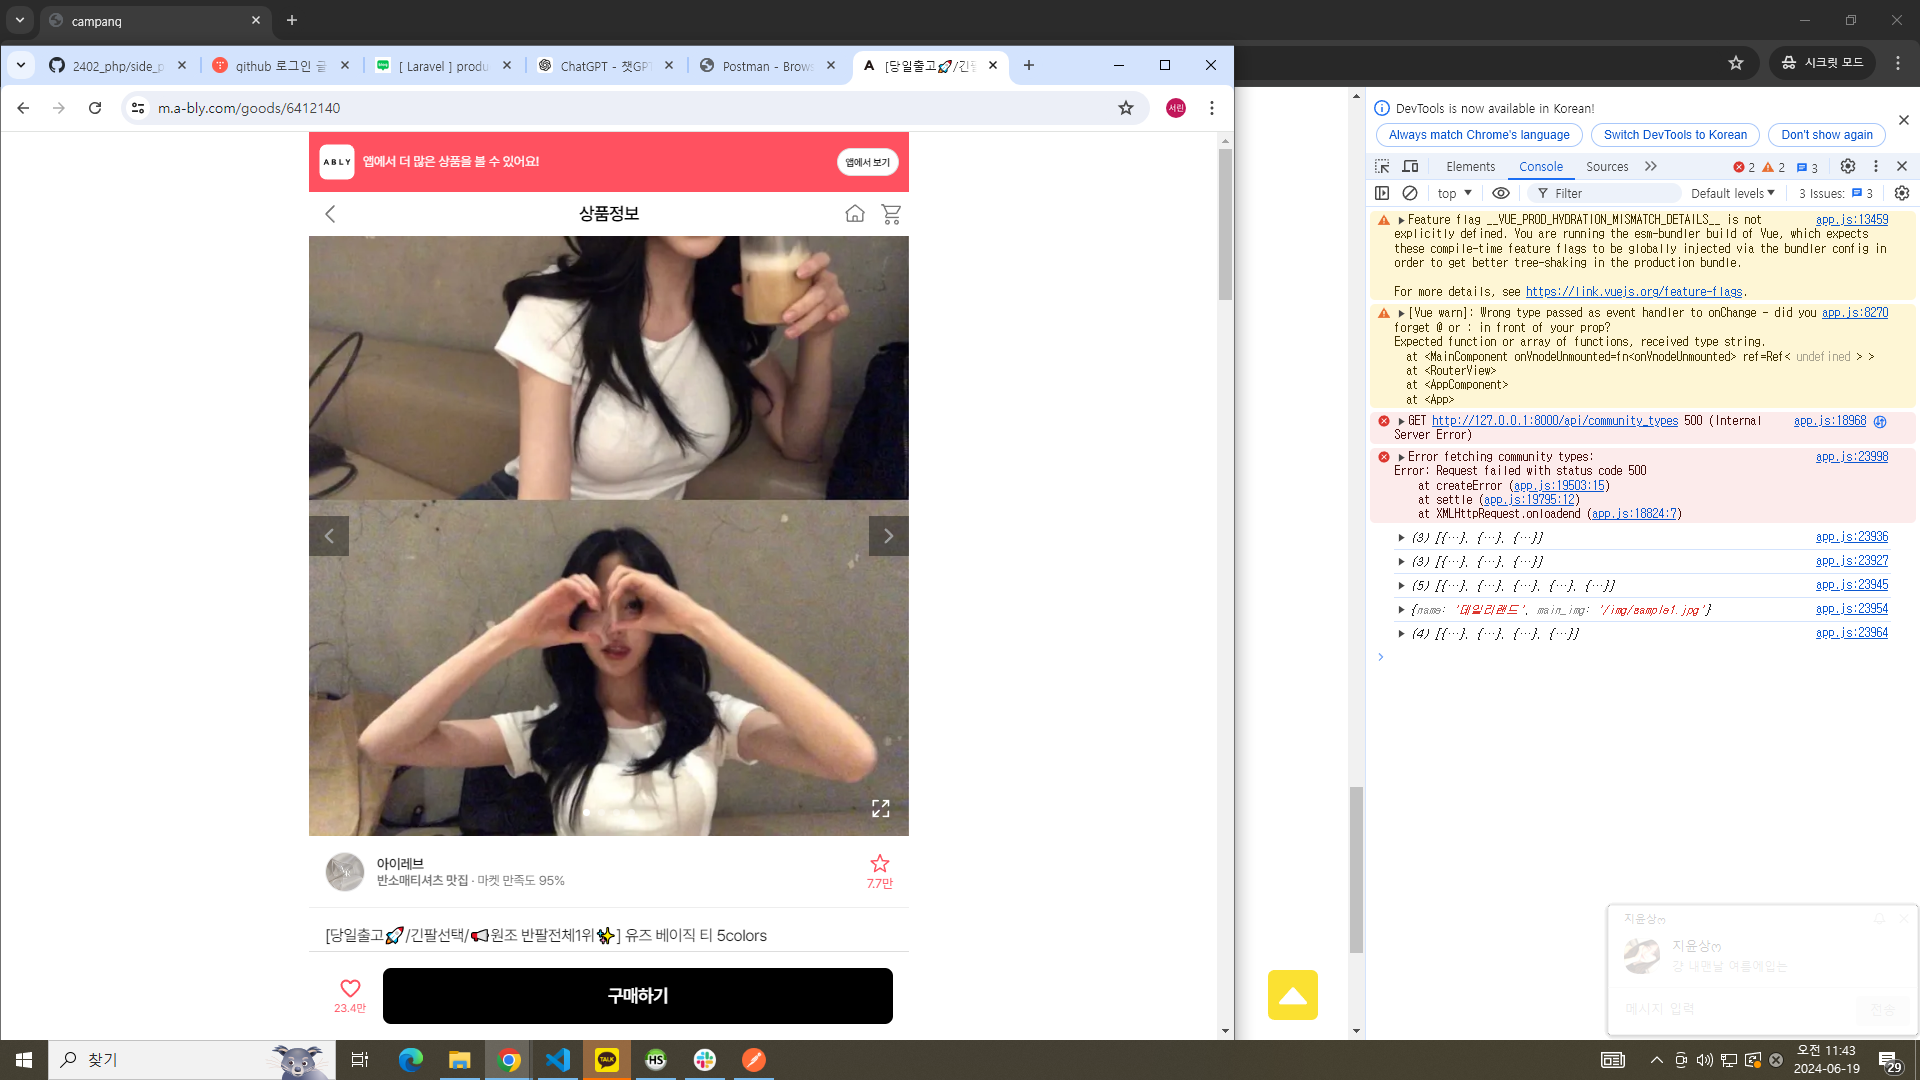 campanq
2402_php/side_p
github 로그인 글
[ Laravel ] produ
ChatGPT - 챗GP
Postman - Brows
[당일출고🚀/긴팔
m.a-bly.com/goods/6412140
서린
시크릿 모드
ABLY
앱에서 더 많은 상품을 볼 수 있어요!
앱에서 보기
상품정보
아이레브
반소매티셔츠 맛집 · 마켓 만족도 95%
7.7만
[당일출고🚀/긴팔선택/📢원조 반팔전체1위✨] 유즈 베이직 티 5colors
23.4만
구매하기
DevTools is now available in Korean!
Always match Chrome's language
Switch DevTools to Korean
Don't show again
Elements
Console
Sources
2
2
3
top
Filter
Default levels
3 Issues:
3
Feature flag __VUE_PROD_HYDRATION_MISMATCH_DETAILS__ is not app.js:13459
explicitly defined. You are running the esm-bundler build of Vue, which expects
these compile-time feature flags to be globally injected via the bundler config in
order to get better tree-shaking in the production bundle.
For more details, see https://link.vuejs.org/feature-flags.
[Vue warn]: Wrong type passed as event handler to onChange - did you app.js:8270
forget @ or : in front of your prop?
Expected function or array of functions, received type string.
at <MainComponent onVnodeUnmounted=fn<onVnodeUnmounted> ref=Ref< undefined > >
at <RouterView>
at <AppComponent>
at <App>
GET http://127.0.0.1:8000/api/community_types 500 (Internal app.js:18968
Server Error)
Error fetching community types: app.js:23998
Error: Request failed with status code 500
at createError (app.js:19503:15)
at settle (app.js:19795:12)
at XMLHttpRequest.onloadend (app.js:18824:7)
(3) [{…}, {…}, {…}] app.js:23936
(3) [{…}, {…}, {…}] app.js:23927
(5) [{…}, {…}, {…}, {…}, {…}] app.js:23945
{name: '데일리랜드', main_img: '/img/sample1.jpg'} app.js:23954
(4) [{…}, {…}, {…}, {…}] app.js:23964
지윤상ෆ
지윤상ෆ
걍 내맨날 여름에입는
메시지 입력
전송
찾기
TALK
HS
오전 11:43
2024-06-19
29